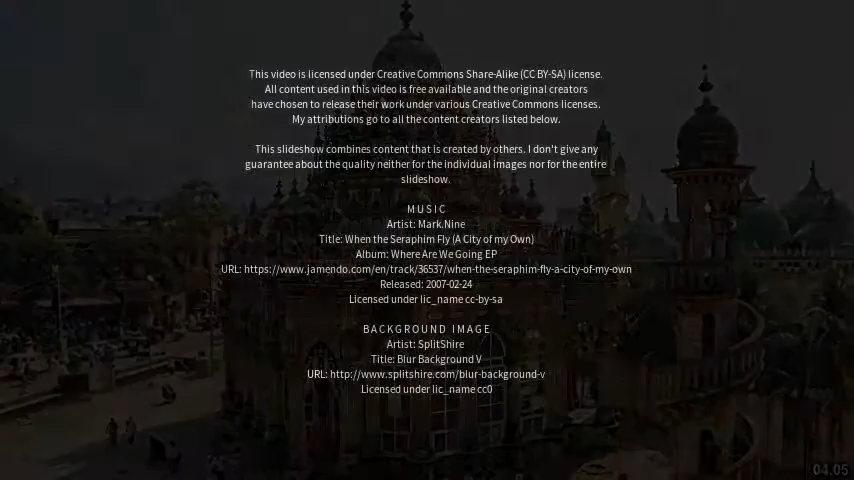 This video is licensed under Creative Commons Share-Alike (CC BY-SA) license.
All content used in this video is free available and the original creators
have chosen to release their work under various Creative Commons licenses.
My attributions go to all the content creators listed below.
This slideshow combines content that is created by others. I don't give any
guarantee about the quality neither for the individual images nor for the entire
slideshow.
MUSIC
Artist: Mark.Nine
Title: When the Seraphim Fly (A City of my Own)
Album: Where Are We Going EP
URL: https://www.jamendo.com/en/track/36537/when-the-seraphim-fly-a-city-of-my-own
Released: 2007-02-24
Licensed under lic_name cc-by-sa
BACKGROUND IMAGE
Artist: SplitShire
Title: Blur Background V
URL: http://www.splitshire.com/blur-background-v
Licensed under lic_name cc0
04.05